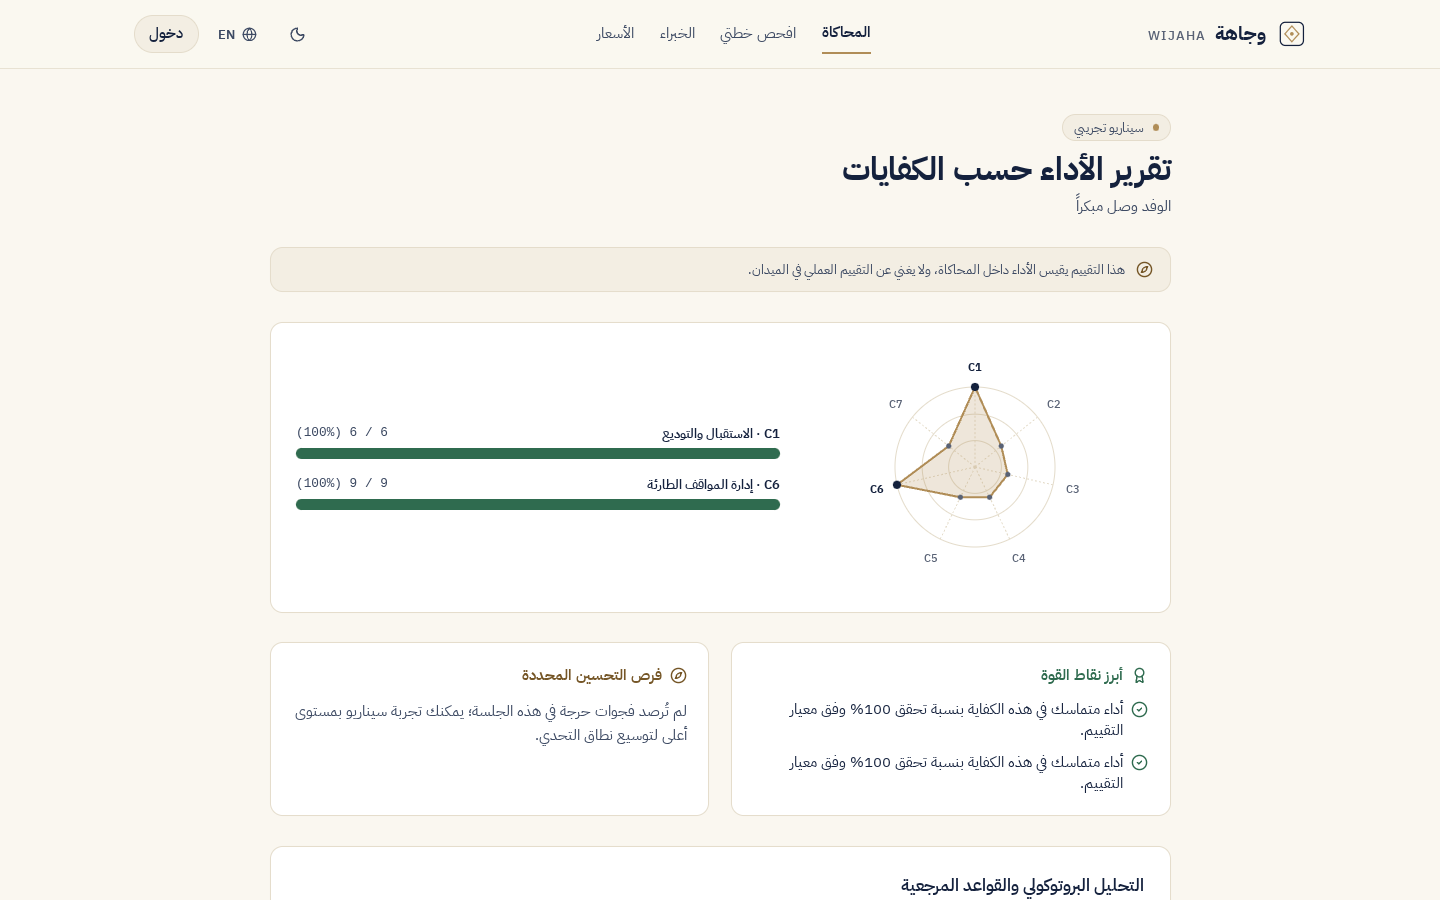 وجاهة WIJAHA
المحاكاة
افحص خطتي
الخبراء
الأسعار
EN
دخول
سيناريو تجريبي
تقرير الأداء حسب الكفايات
الوفد وصل مبكراً
هذا التقييم يقيس الأداء داخل المحاكاة، ولا يغني عن التقييم العملي في الميدان.
C1
C2
C3
C4
C5
C6
C7
C1 · الاستقبال والتوديع
6 / 6 (100%)
C6 · إدارة المواقف الطارئة
9 / 9 (100%)
أبرز نقاط القوة
أداء متماسك في هذه الكفاية بنسبة تحقق 100% وفق معيار
التقييم.
أداء متماسك في هذه الكفاية بنسبة تحقق 100% وفق معيار
التقييم.
فرص التحسين المحددة
لم تُرصد فجوات حرجة في هذه الجلسة؛ يمكنك تجربة سيناريو بمستوى
أعلى لتوسيع نطاق التحدي.
التحليل البروتوكولي والقواعد المرجعية